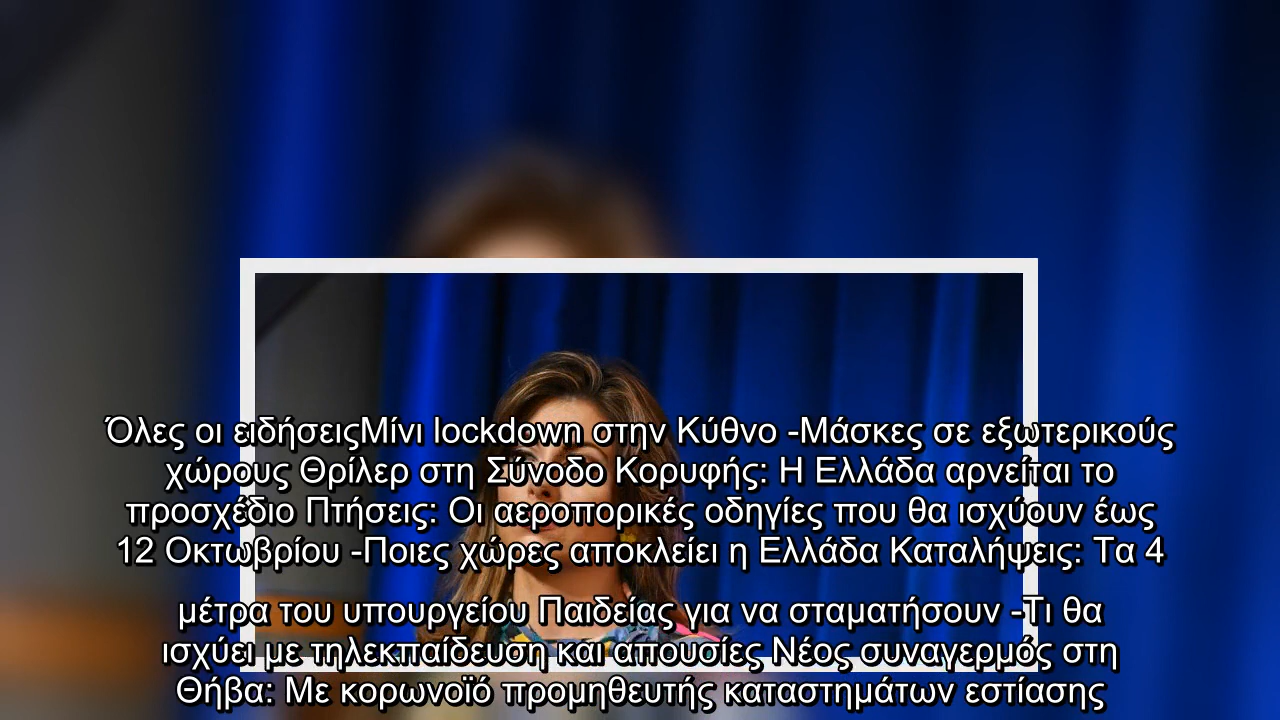 Όλες οι ειδήσειςΜίνι lockdown στην Κύθνο -Μάσκες σε εξωτερικούς
χώρους Θρίλερ στη Σύνοδο Κορυφής: Η Ελλάδα αρνείται το
προσχέδιο Πτήσεις: Οι αεροπορικές οδηγίες που θα ισχύουν έως
12 Οκτωβρίου -Ποιες χώρες αποκλείει η Ελλάδα Καταλήψεις: Τα 4
μέτρα του υπουργείου Παιδείας για να σταματήσουν -Τι θα
ισχύει με τηλεκπαίδευση και απουσίες Νέος συναγερμός στη
Θήβα: Με κορωνοϊό προμηθευτής καταστημάτων εστίασης